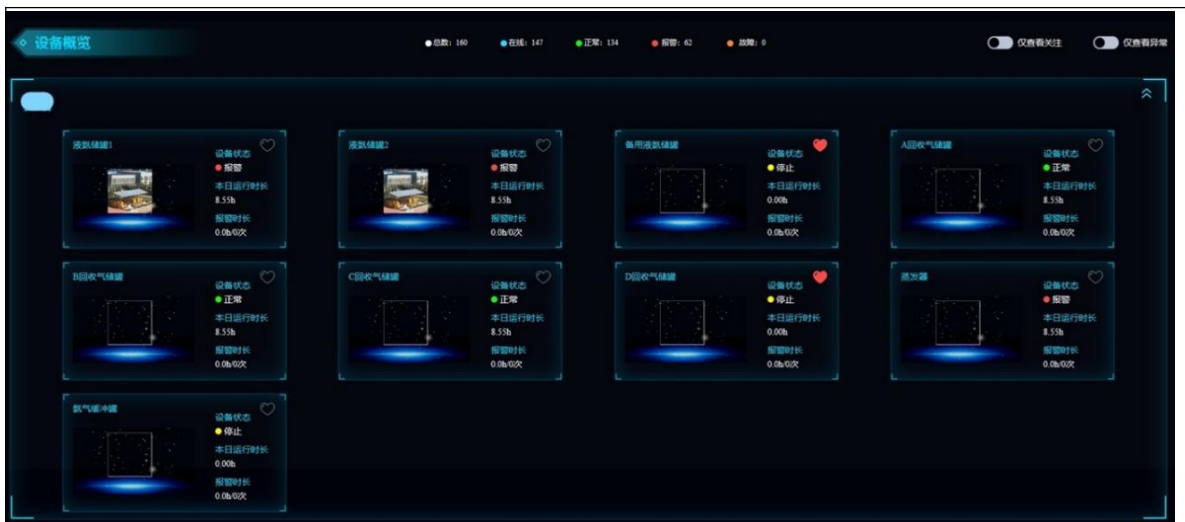 设备概览
总数: 160
在线: 147
正常: 134
报警: 62
故障: 0
仅查看关注
仅查看异常
液氨储罐1
设备状态
报警
本日运行时长
8.55h
报警时长
0.0h/0次
液氨储罐2
设备状态
报警
本日运行时长
8.55h
报警时长
0.0h/0次
备用液氨储罐
设备状态
停止
本日运行时长
0.00h
报警时长
0.0h/0次
A回收气储罐
设备状态
正常
本日运行时长
8.55h
报警时长
0.0h/0次
B回收气储罐
设备状态
正常
本日运行时长
8.55h
报警时长
0.0h/0次
C回收气储罐
设备状态
正常
本日运行时长
8.55h
报警时长
0.0h/0次
D回收气储罐
设备状态
停止
本日运行时长
0.00h
报警时长
0.0h/0次
蒸发器
设备状态
报警
本日运行时长
8.55h
报警时长
0.0h/0次
氨气缓冲罐
设备状态
停止
本日运行时长
0.00h
报警时长
0.0h/0次